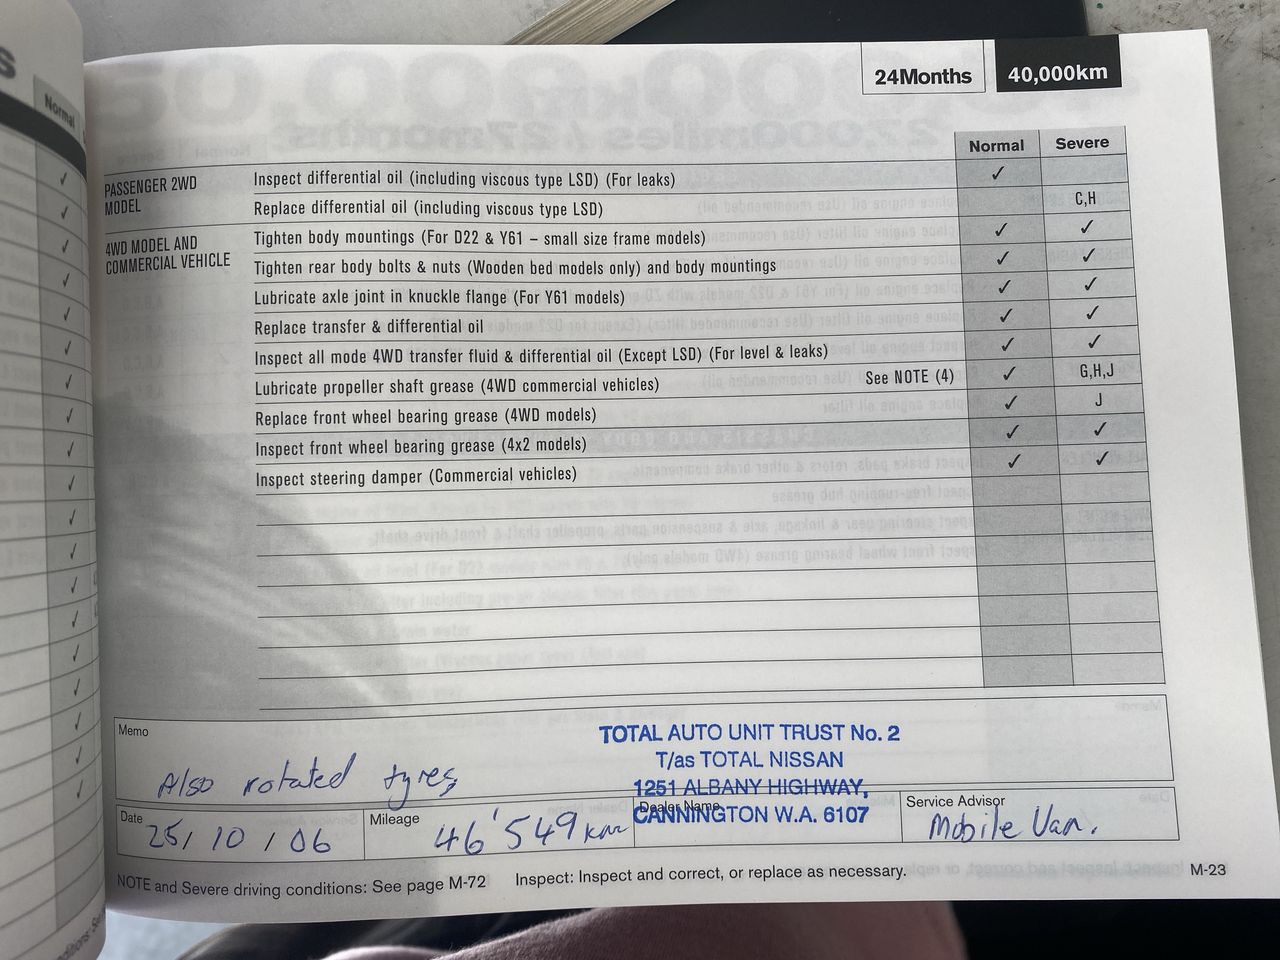 24Months 40,000km
Normal Severe
PASSENGER 2WD MODEL
Inspect differential oil (including viscous type LSD) (For leaks) ✓
Replace differential oil (including viscous type LSD) C,H
4WD MODEL AND COMMERCIAL VEHICLE
Tighten body mountings (For D22 & Y61 – small size frame models) ✓ ✓
Tighten rear body bolts & nuts (Wooden bed models only) and body mountings ✓ ✓
Lubricate axle joint in knuckle flange (For Y61 models) ✓ ✓
Replace transfer & differential oil ✓ ✓
Inspect all mode 4WD transfer fluid & differential oil (Except LSD) (For level & leaks) ✓ ✓
Lubricate propeller shaft grease (4WD commercial vehicles) See NOTE (4) ✓ G,H,J
Replace front wheel bearing grease (4WD models) ✓ J
Inspect front wheel bearing grease (4x2 models) ✓ ✓
Inspect steering damper (Commercial vehicles) ✓ ✓
Memo
Also rotated tyres
TOTAL AUTO UNIT TRUST No. 2
T/as TOTAL NISSAN
1251 ALBANY HIGHWAY,
CANNINGTON W.A. 6107
Date 25/10/06
Mileage 46'549 km
Dealer Name
Service Advisor
Mobile Van.
NOTE and Severe driving conditions: See page M-72 Inspect: Inspect and correct, or replace as necessary.
M-23
Normal